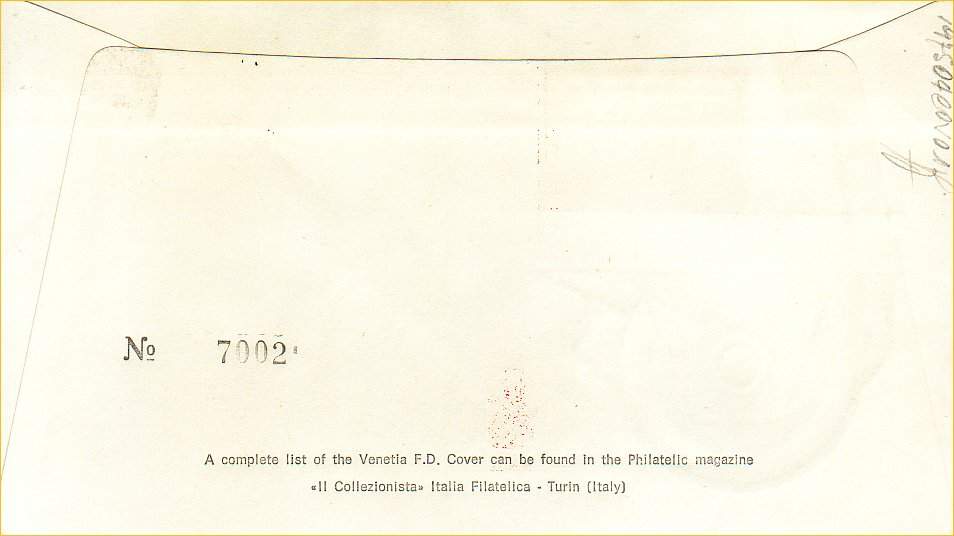 No 7002
A complete list of the Venetia F.D. Cover can be found in the Philatelic magazine
«Il Collezionista» Italia Filatelica - Turin (Italy)